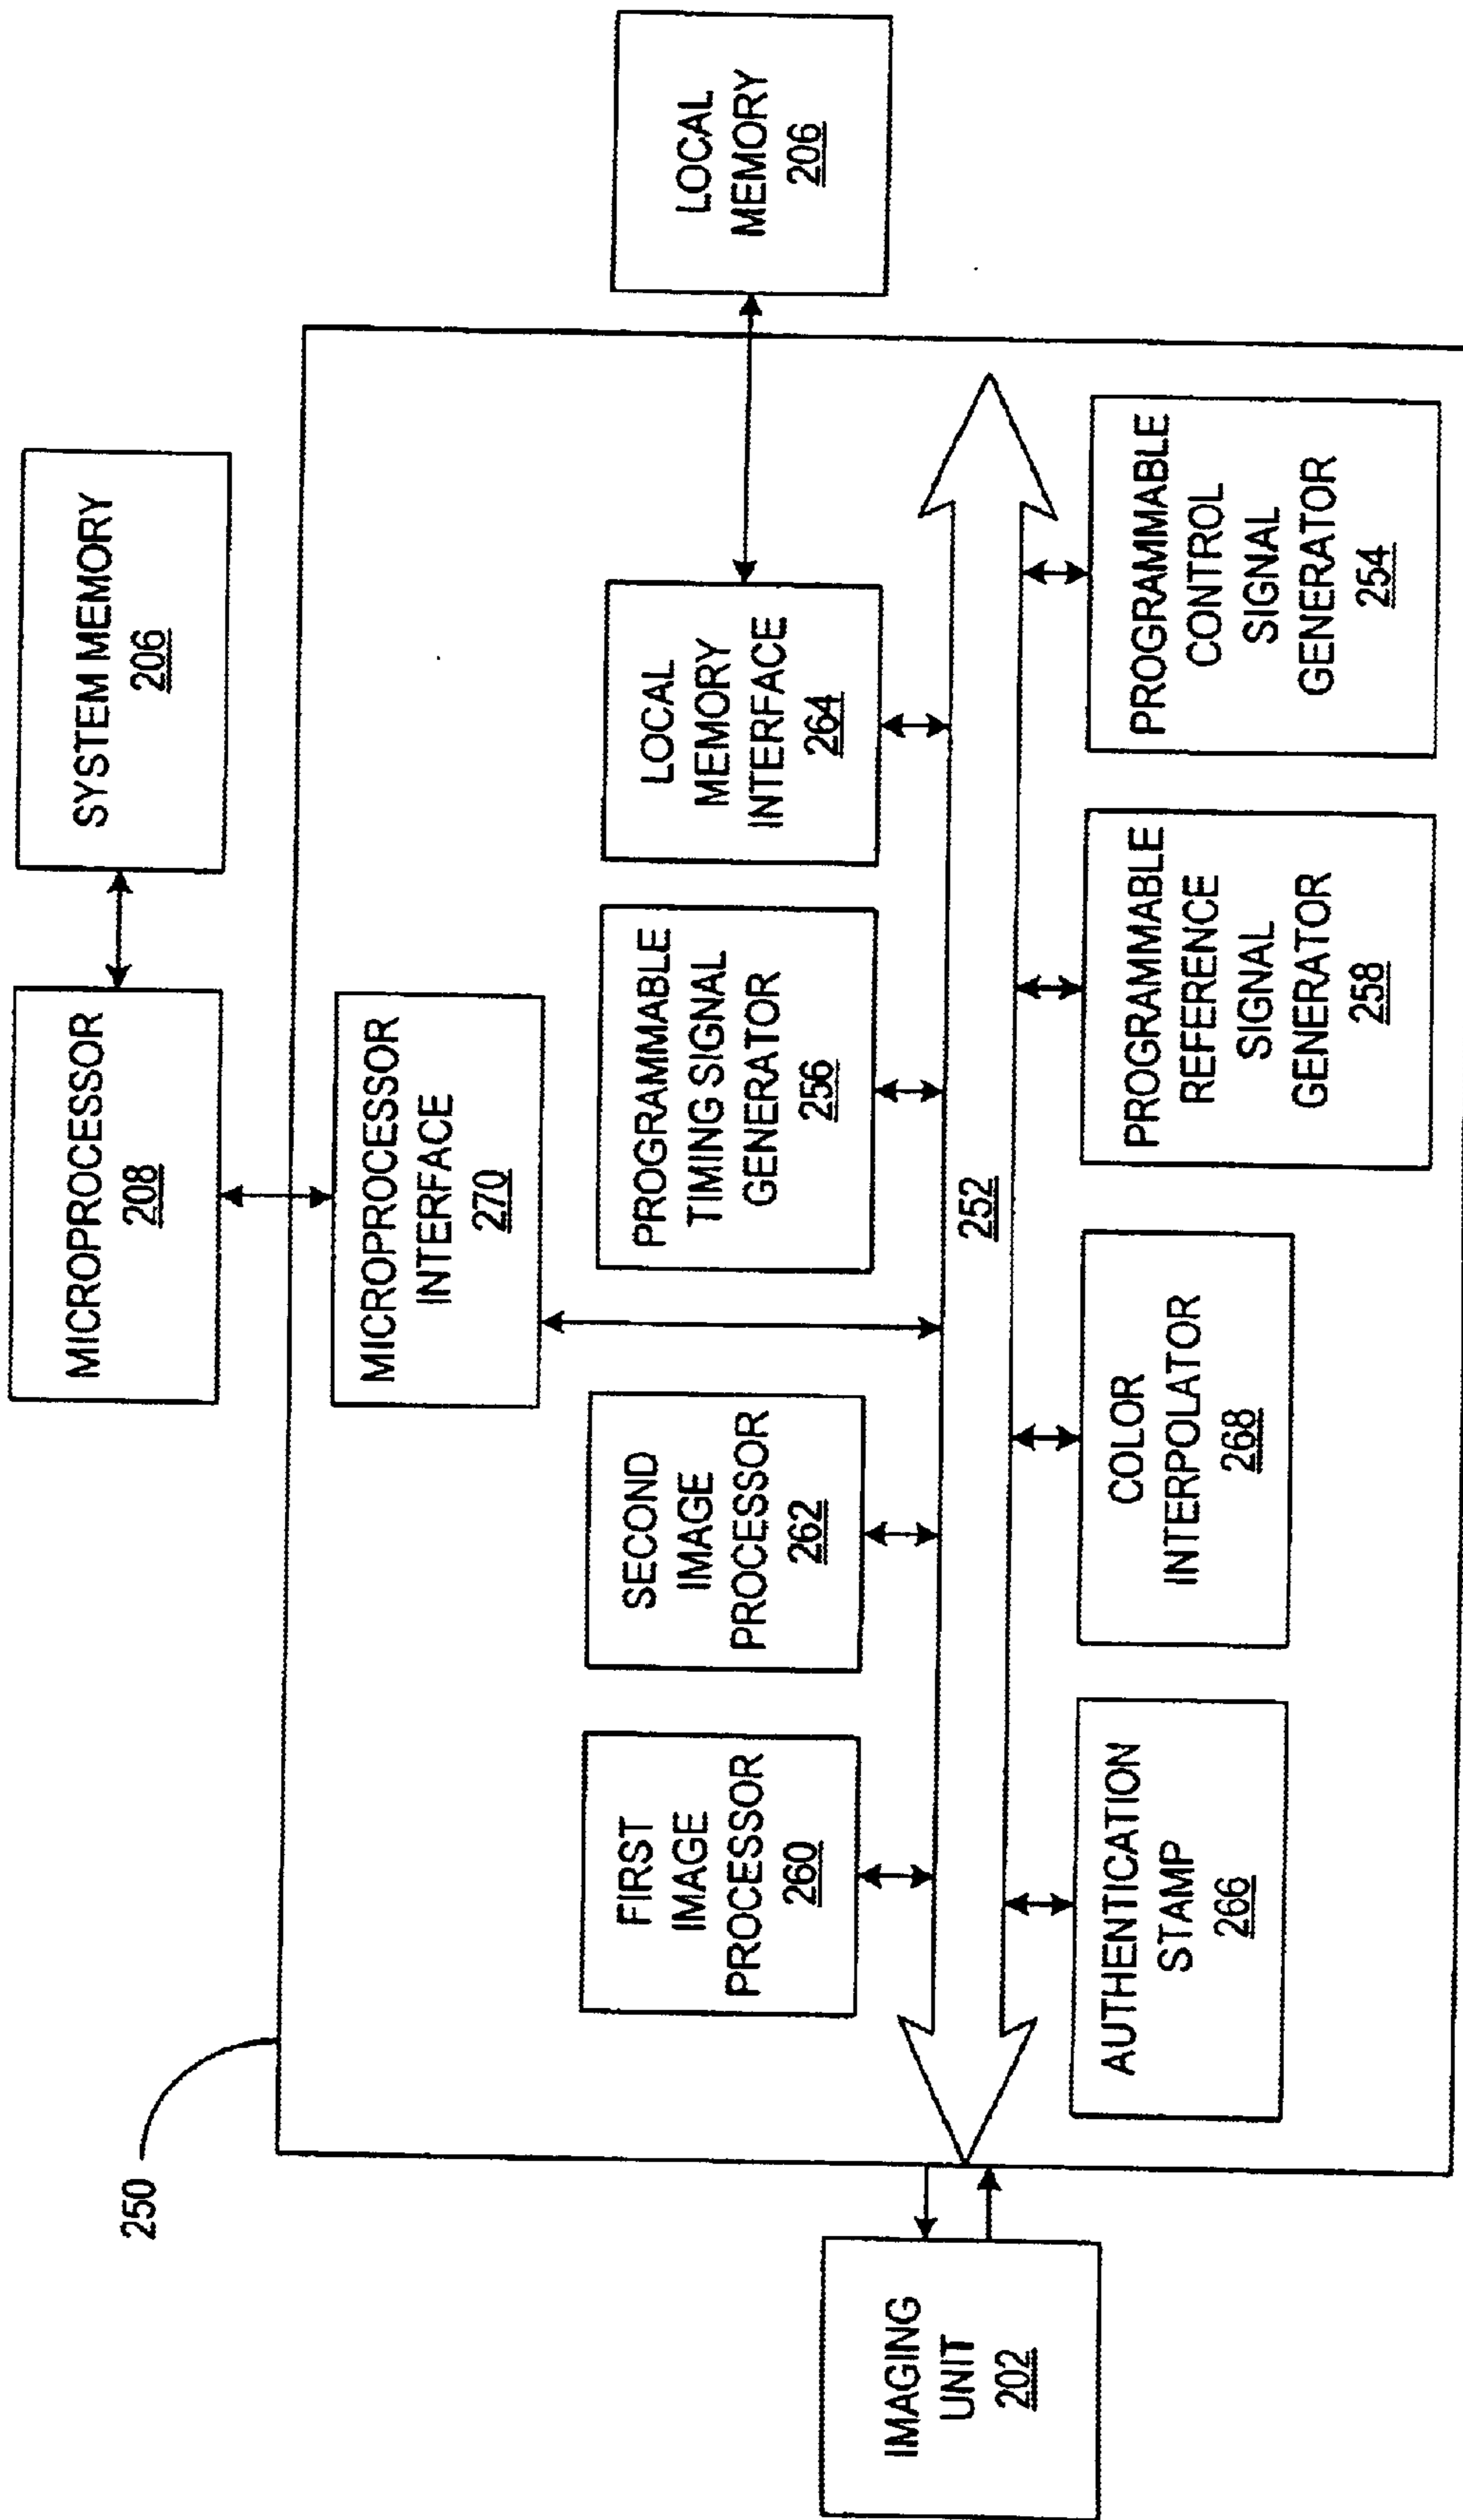 MICROPROCESSOR
208
SYSTEM MEMORY
206
250
MICROPROCESSOR
INTERFACE
270
FIRST
IMAGE
PROCESSOR
260
SECOND
IMAGE
PROCESSOR
262
PROGRAMMABLE
TIMING SIGNAL
GENERATOR
256
LOCAL
MEMORY
INTERFACE
264
LOCAL
MEMORY
206
IMAGING
UNIT
202
252
AUTHENTICATION
STAMP
266
COLOR
INTERPOLATOR
268
PROGRAMMABLE
REFERENCE
SIGNAL
GENERATOR
258
PROGRAMMABLE
CONTROL
SIGNAL
GENERATOR
254